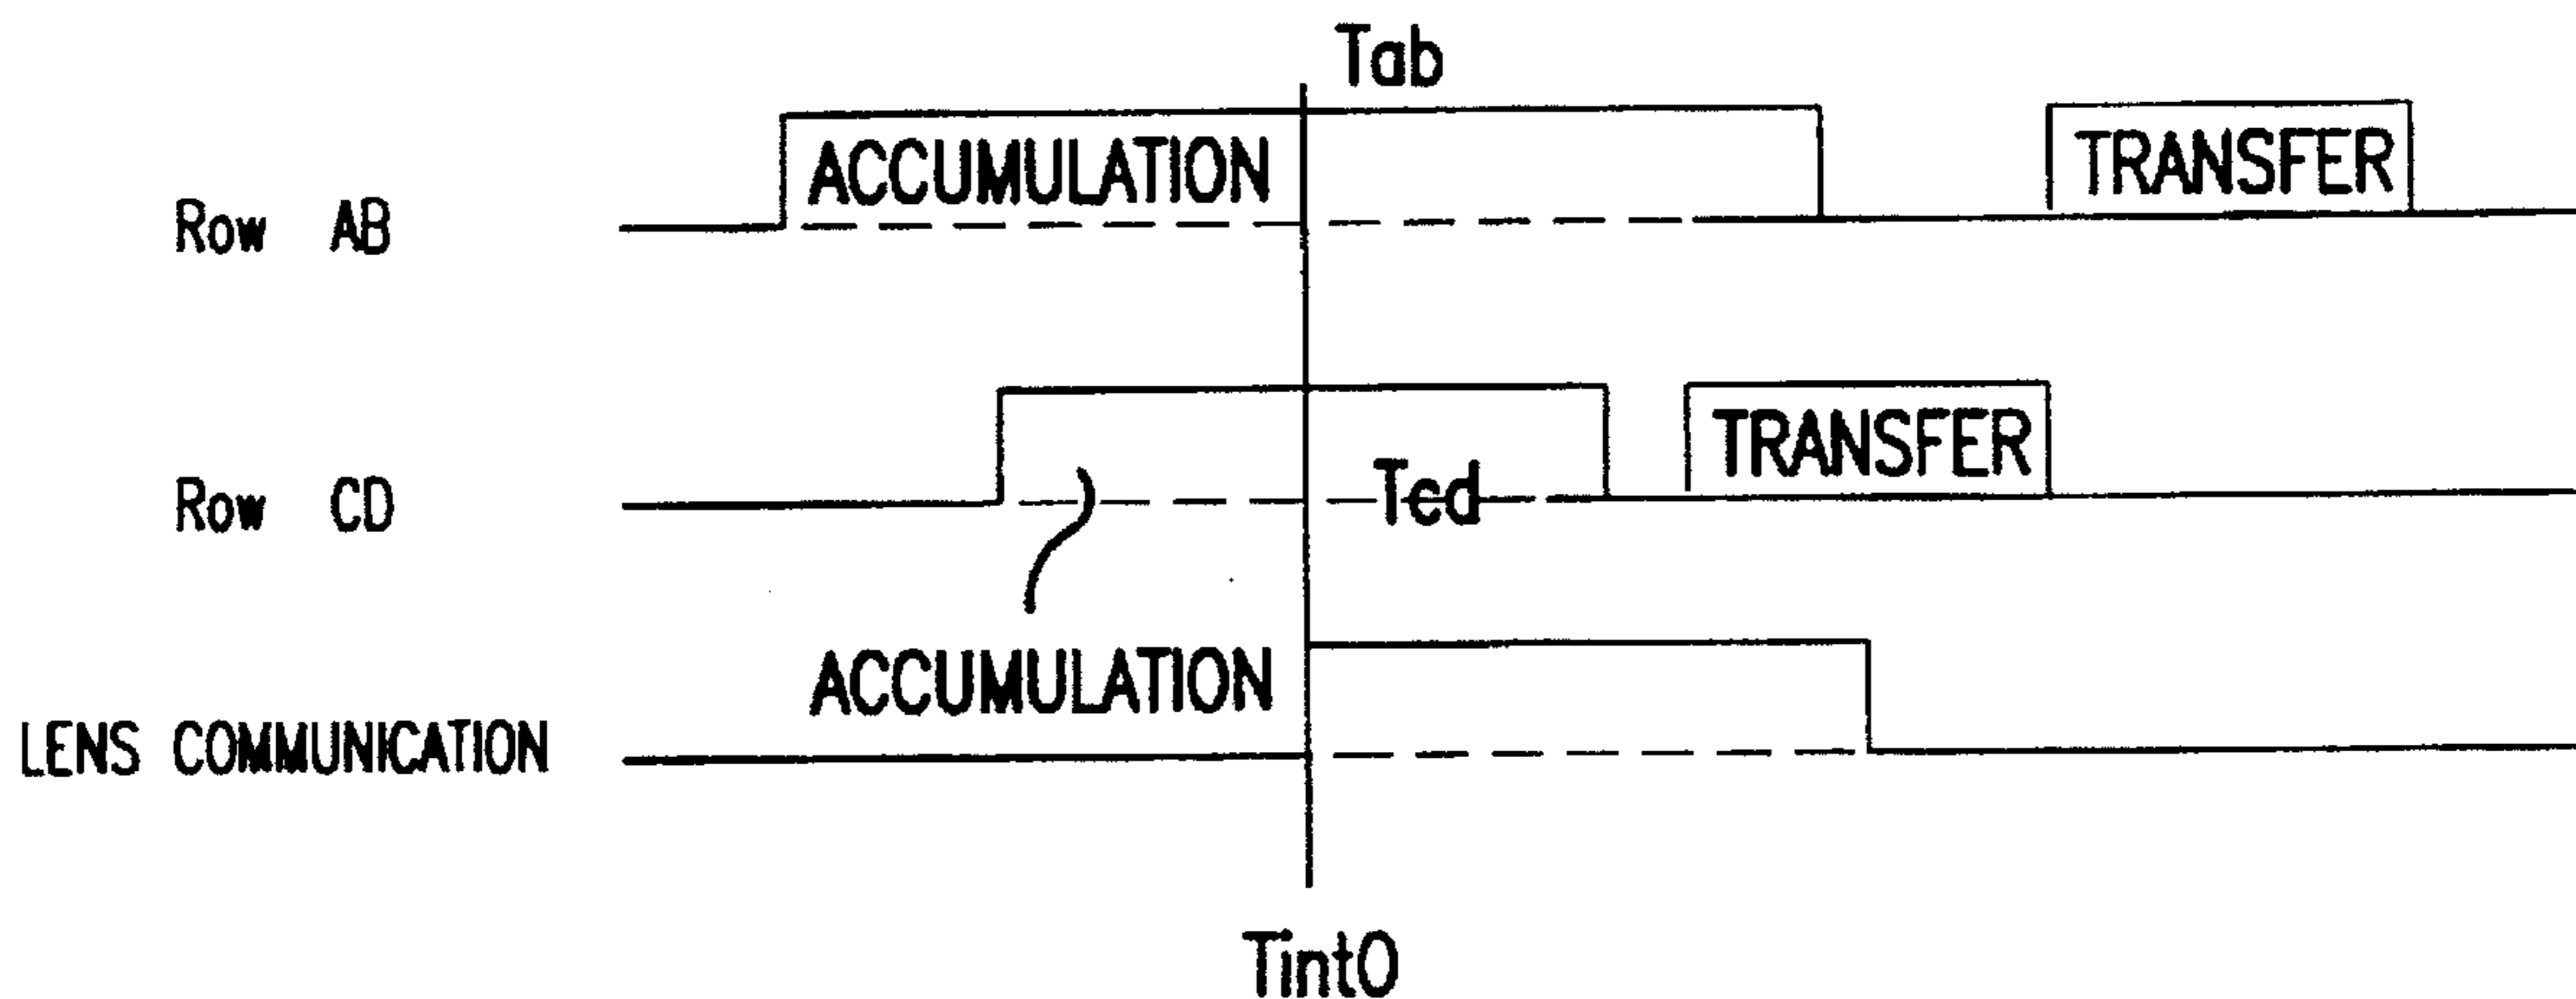 Tab
Row AB ACCUMULATION TRANSFER
Row CD Tcd TRANSFER
ACCUMULATION
LENS COMMUNICATION
Tint0